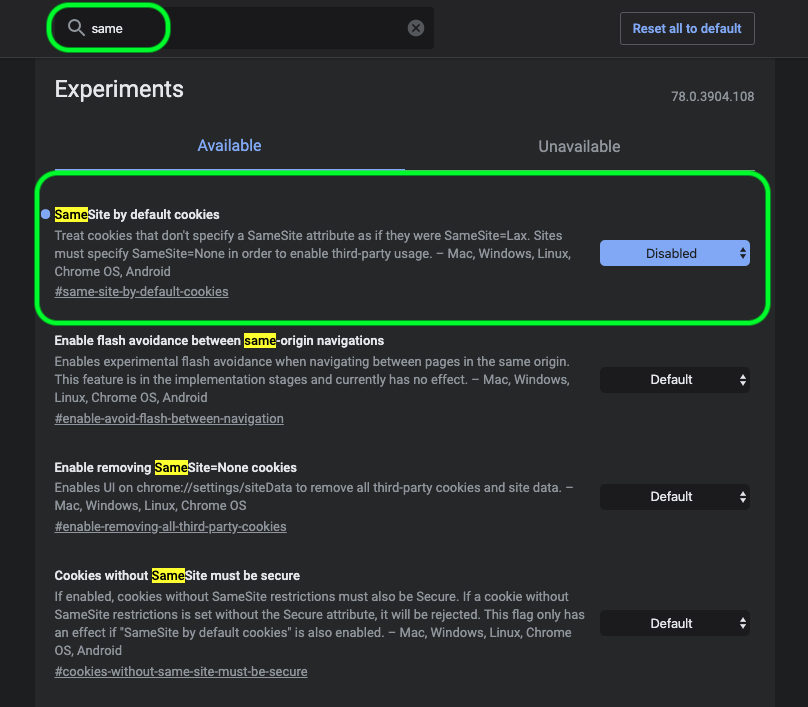 same
Reset all to default
Experiments
78.0.3904.108
Available
Unavailable
SameSite by default cookies
Treat cookies that don't specify a SameSite attribute as if they were SameSite=Lax. Sites
must specify SameSite=None in order to enable third-party usage. – Mac, Windows, Linux,
Chrome OS, Android
#same-site-by-default-cookies
Disabled
Enable flash avoidance between same-origin navigations
Enables experimental flash avoidance when navigating between pages in the same origin.
This feature is in the implementation stages and currently has no effect. – Mac, Windows,
Linux, Chrome OS, Android
#enable-avoid-flash-between-navigation
Default
Enable removing SameSite=None cookies
Enables UI on chrome://settings/siteData to remove all third-party cookies and site data. –
Mac, Windows, Linux, Chrome OS
#enable-removing-all-third-party-cookies
Default
Cookies without SameSite must be secure
If enabled, cookies without SameSite restrictions must also be Secure. If a cookie without
SameSite restrictions is set without the Secure attribute, it will be rejected. This flag only has
an effect if "SameSite by default cookies" is also enabled. – Mac, Windows, Linux, Chrome
OS, Android
#cookies-without-same-site-must-be-secure
Default